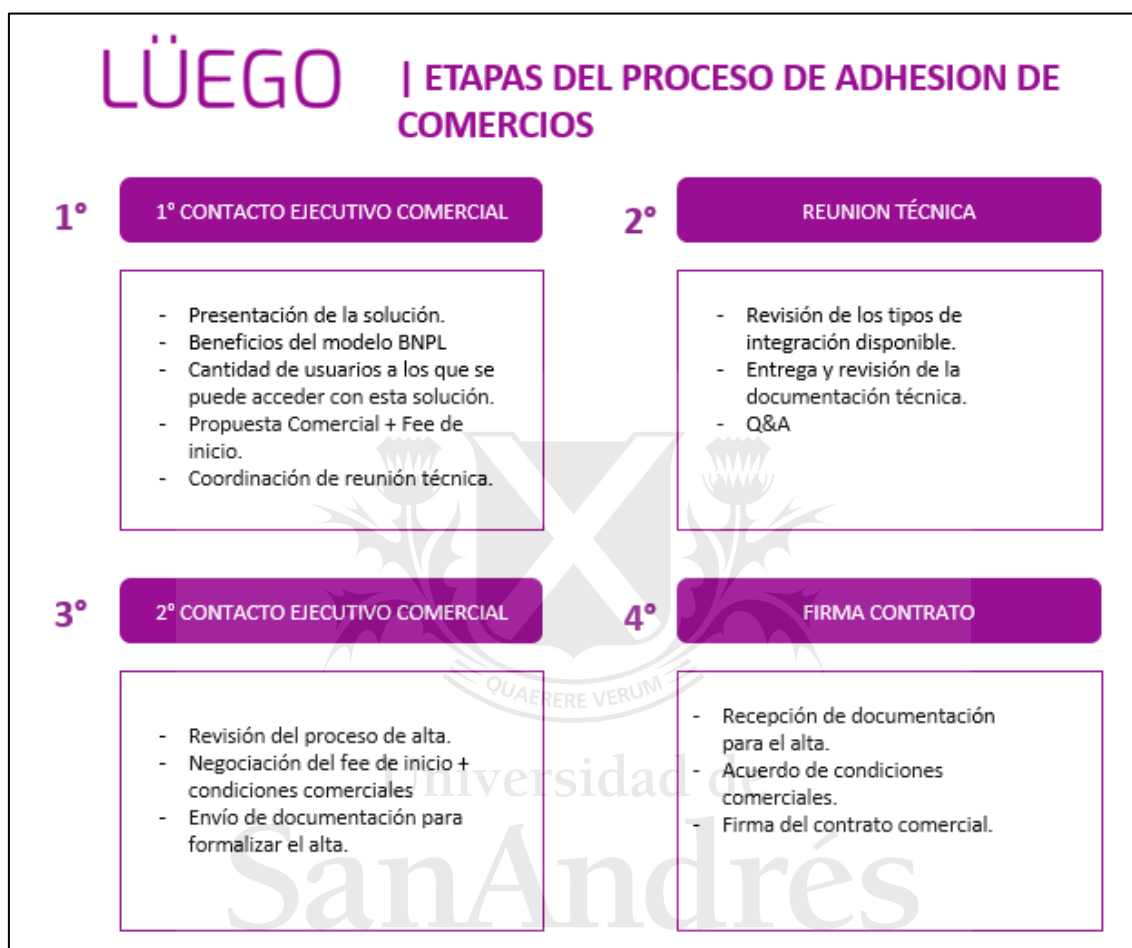 LÜEGO
| ETAPAS DEL PROCESO DE ADHESION DE
COMERCIOS
1°
1° CONTACTO EJECUTIVO COMERCIAL
- Presentación de la solución.
- Beneficios del modelo BNPL
- Cantidad de usuarios a los que se
puede acceder con esta solución.
- Propuesta Comercial + Fee de
inicio.
- Coordinación de reunión técnica.
2°
REUNION TÉCNICA
- Revisión de los tipos de
integración disponible.
- Entrega y revisión de la
documentación técnica.
- Q&A
3°
2° CONTACTO EJECUTIVO COMERCIAL
- Revisión del proceso de alta.
- Negociación del fee de inicio +
condiciones comerciales
- Envío de documentación para
formalizar el alta.
4°
FIRMA CONTRATO
- Recepción de documentación
para el alta.
- Acuerdo de condiciones
comerciales.
- Firma del contrato comercial.
QUAERERE VERUM
Universidad de
SanAndrés